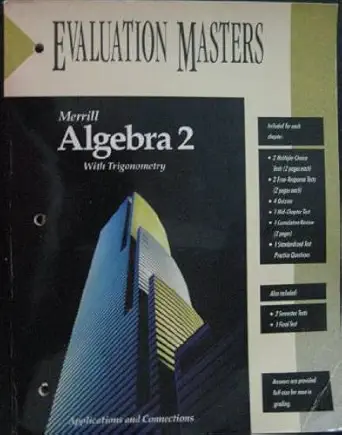 EVALUATION MASTERS
Merrill
Algebra 2
With Trigonometry
Included for each
chapter:
• 2 Multiple-Choice
Tests (2 pages each)
• 2 Free-Response Tests
(2 pages each)
• 4 Quizzes
• 1 Mid-Chapter Test
• 1 Cumulative Review
(2 pages)
• 1 Standardized Test
Practice Questions
Also included:
• 2 Semester Tests
• 1 Final Test
Answers are provided
full-size for ease in
grading.
Applications and Connections